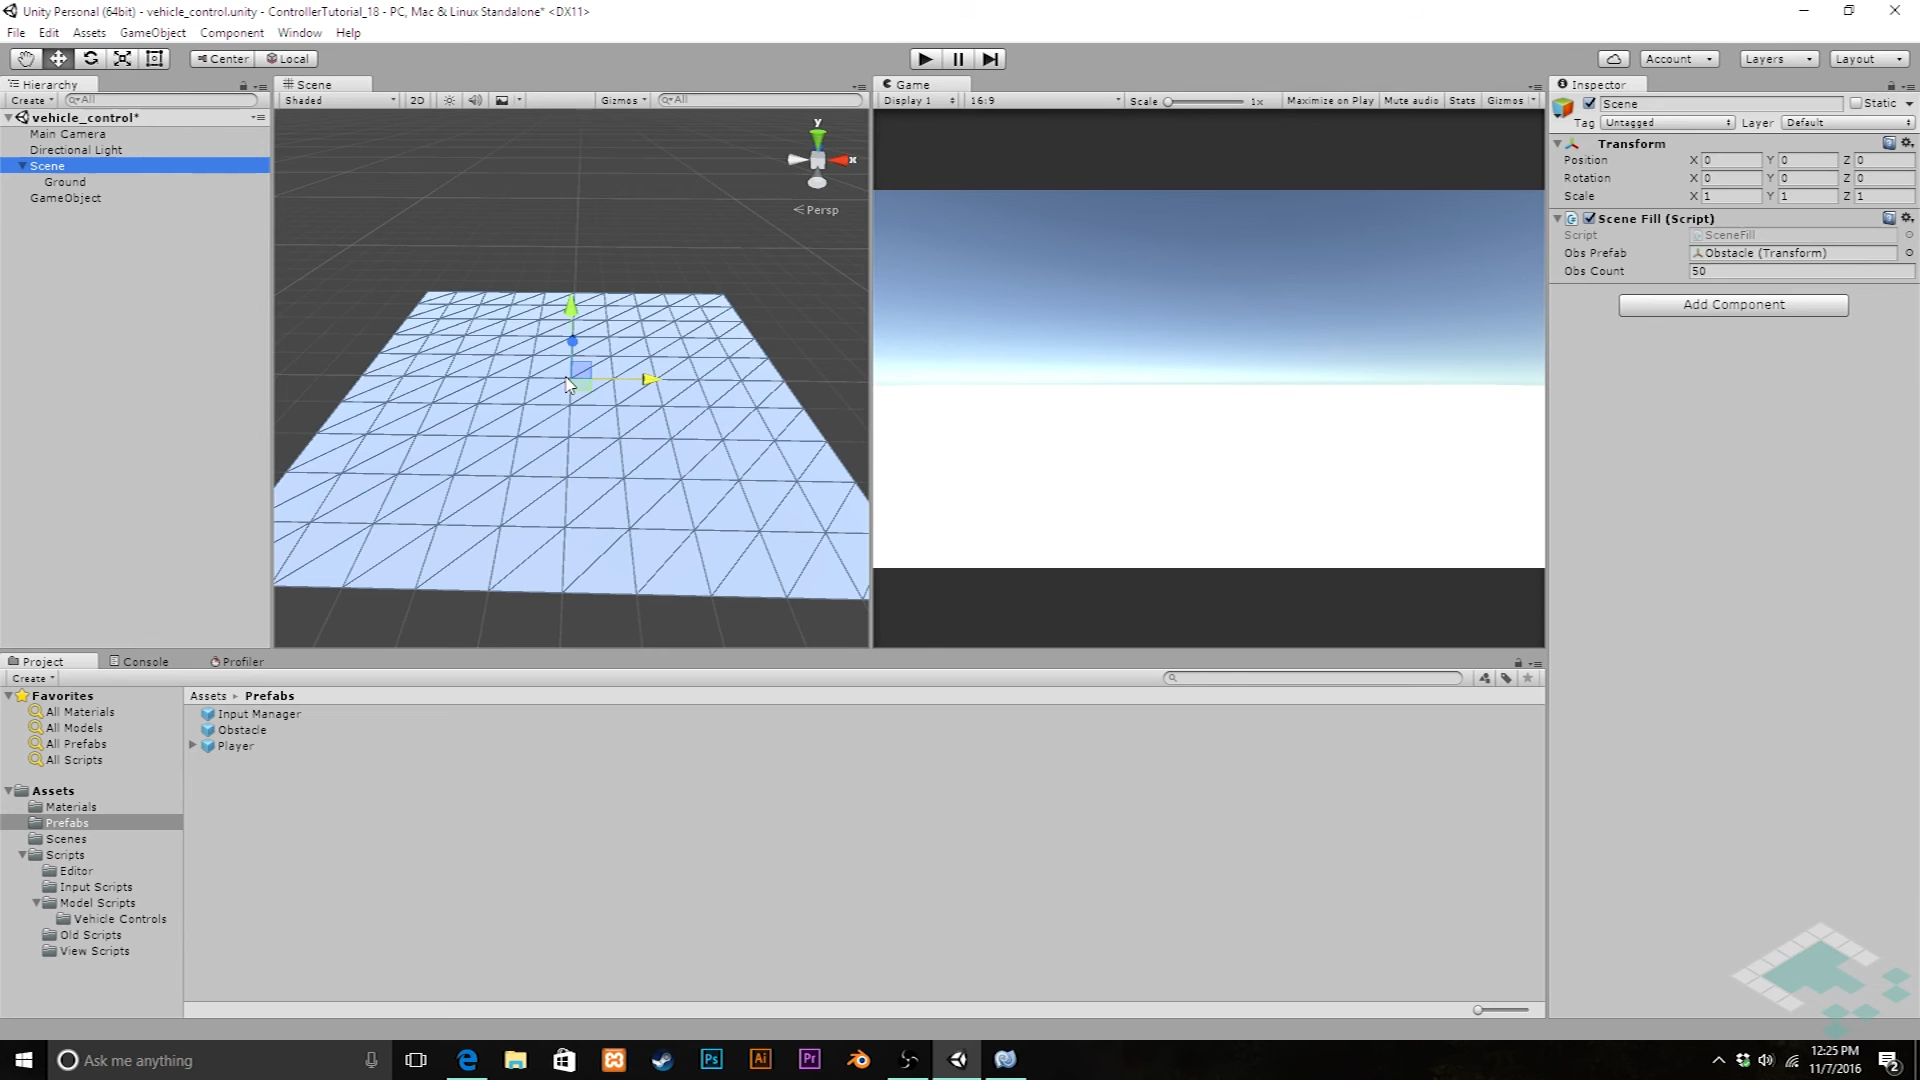 Unity Personal (64bit) - vehicle_control.unity - ControllerTutorial_18 - PC, Mac & Linux Standalone* <DX11>
File Edit Assets GameObject Component Window Help
Center Local
Account Layers Layout
Hierarchy
Create All
vehicle_control*
Main Camera
Directional Light
Scene
Ground
GameObject
Scene
Shaded 2D Gizmos All
y
x
Persp
Game
Display 1 16:9 Scale 1x Maximize on Play Mute audio Stats Gizmos
Inspector
Scene Static
Tag Untagged Layer Default
Transform
Position X 0 Y 0 Z 0
Rotation X 0 Y 0 Z 0
Scale X 1 Y 1 Z 1
Scene Fill (Script)
Script SceneFill
Obs Prefab Obstacle (Transform)
Obs Count 50
Add Component
Project Console Profiler
Create
Favorites
All Materials
All Models
All Prefabs
All Scripts
Assets
Materials
Prefabs
Scenes
Scripts
Editor
Input Scripts
Model Scripts
Vehicle Controls
Old Scripts
View Scripts
Assets Prefabs
Input Manager
Obstacle
Player
Ask me anything
Ps
Ai
Pr
12:25 PM
11/7/2016
2